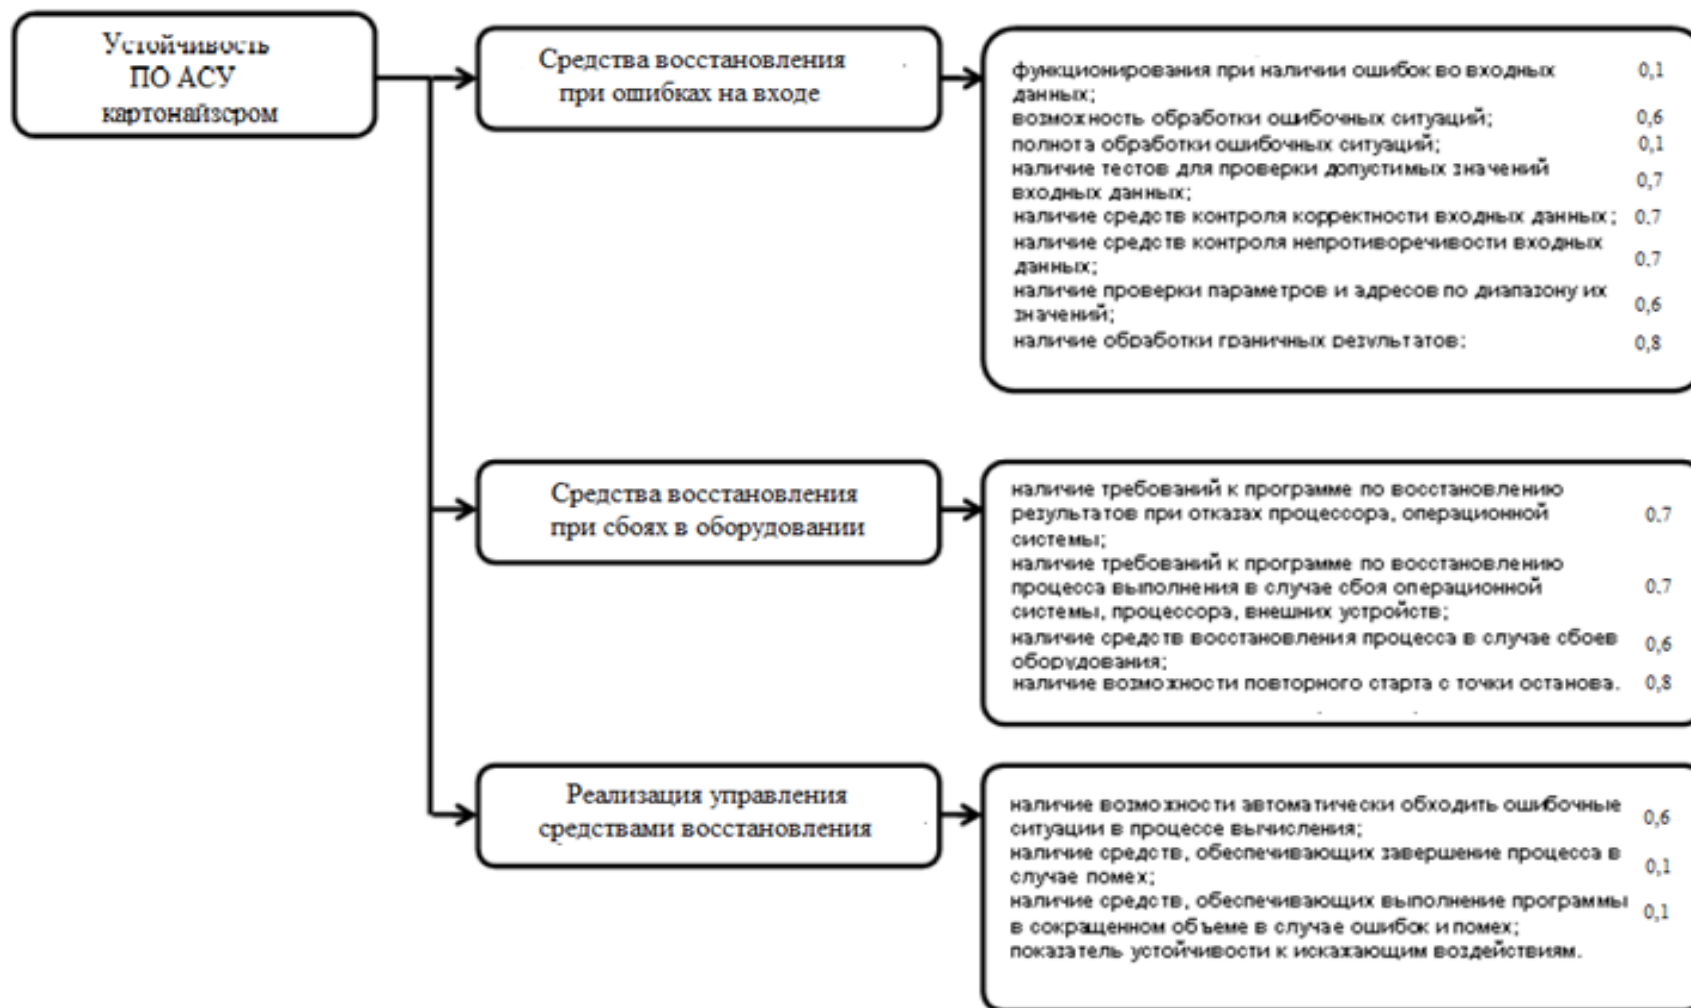 Устойчивость
ПО АСУ
картонайзером
Средства восстановления
при ошибках на входе
функционирования при наличии ошибок во входных 0,1
данных;
возможность обработки ошибочных ситуаций; 0,6
полнота обработки ошибочных ситуаций; 0,1
наличие тестов для проверки допустимых значений
входных данных; 0,7
наличие средств контроля корректности входных данных; 0.7
наличие средств контроля непротиворечивости входных
данных; 0.7
наличие проверки параметров и адресов по диапазону их
значений; 0,6
наличие обработки граничных результатов; 0,8
Средства восстановления
при сбоях в оборудовании
наличие требований к программе по восстановлению
результатов при отказах процессора, операционной 0.7
системы;
наличие требований к программе по восстановлению
процесса выполнения в случае сбоя операционной 0.7
системы, процессора, внешних устройств;
наличие средств восстановления процесса в случае сбоев 0,6
оборудования;
наличие возможности повторного старта с точки останова. 0,8
Реализация управления
средствами восстановления
наличие возможности автоматически обходить ошибочные 0,6
ситуации в процессе вычисления;
наличие средств, обеспечивающих завершение процесса в 0,1
случае помех;
наличие средств, обеспечивающих выполнение программы 0,1
в сокращенном объеме в случае ошибок и помех;
показатель устойчивости к искажающим воздействиям.